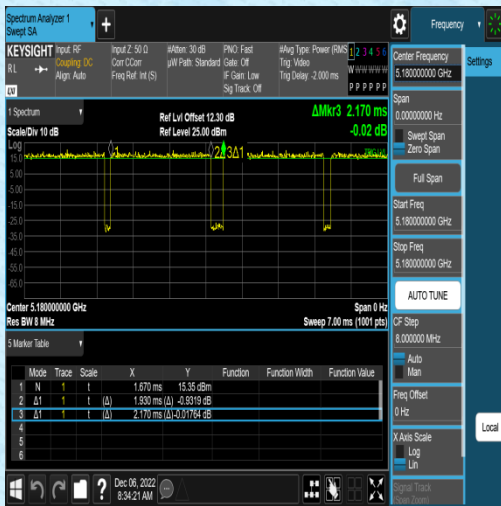 Spectrum Analyzer 1
Swept SA
+
Frequency
KEYSIGHT Input: RF Input Z: 50 Ω #Atten: 30 dB PNO: Fast #Avg Type: Power (RMS 1 2 3 4 5 6
RL Coupling: DC Corr CCorr µW Path: Standard Gate: Off Trig: Video
Align: Auto Freq Ref: Int (S) IF Gain: Low Trig Delay: -2.000 ms W W W W W W
Sig Track: Off
LXI P P P P P P
1 Spectrum Ref Lvl Offset 12.30 dB ΔMkr3 2.170 ms
Scale/Div 10 dB Ref Level 25.00 dBm -0.02 dB
Log
15.0
5.00
-5.00
-15.0
-25.0
-35.0
-45.0
-55.0
-65.0
Center 5.180000000 GHz Span 0 Hz
Res BW 8 MHz Sweep 7.00 ms (1001 pts)
5 Marker Table
Mode Trace Scale X Y Function Function Width Function Value
1 N 1 t 1.670 ms 15.35 dBm
2 Δ1 1 t (Δ) 1.930 ms (Δ) -0.9319 dB
3 Δ1 1 t (Δ) 2.170 ms (Δ) -0.01764 dB
4
5
6
? Dec 06, 2022
8:34:21 AM
Center Frequency
5.180000000 GHz
Settings
Span
0.00000000 Hz
Swept Span
Zero Span
Full Span
Start Freq
5.180000000 GHz
Stop Freq
5.180000000 GHz
AUTO TUNE
CF Step
8.000000 MHz
Auto
Man
Freq Offset
0 Hz
X Axis Scale
Log
Lin
Signal Track
(Span Zoom)
Local